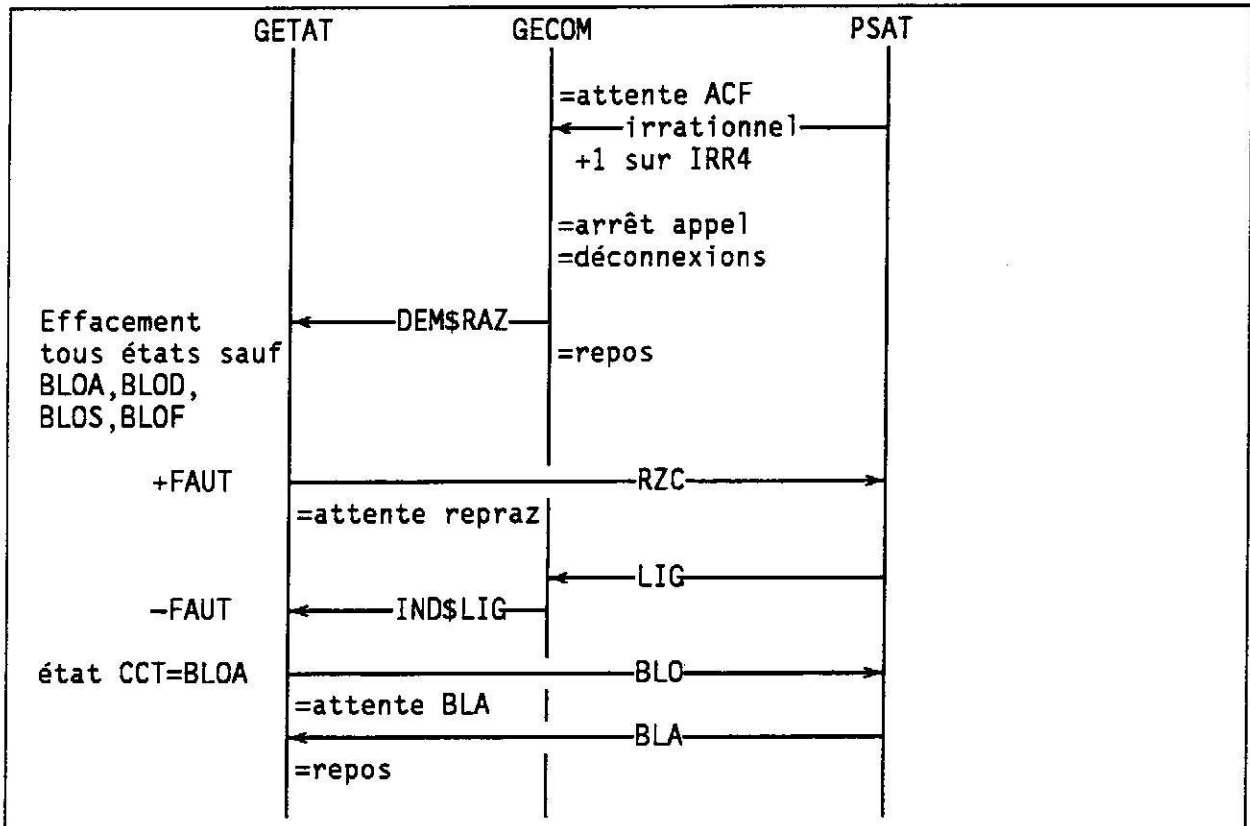 GETAT GECOM PSAT
=attente ACF
irrationnel
+1 sur IRR4
=arrêt appel
=déconnexions
Effacement
tous états sauf
BLOA,BLOD,
BLOS,BLOF
DEM$RAZ
=repos
+FAUT RZC
=attente repraz
LIG
-FAUT IND$LIG
état CCT=BLOA BLO
=attente BLA
BLA
=repos